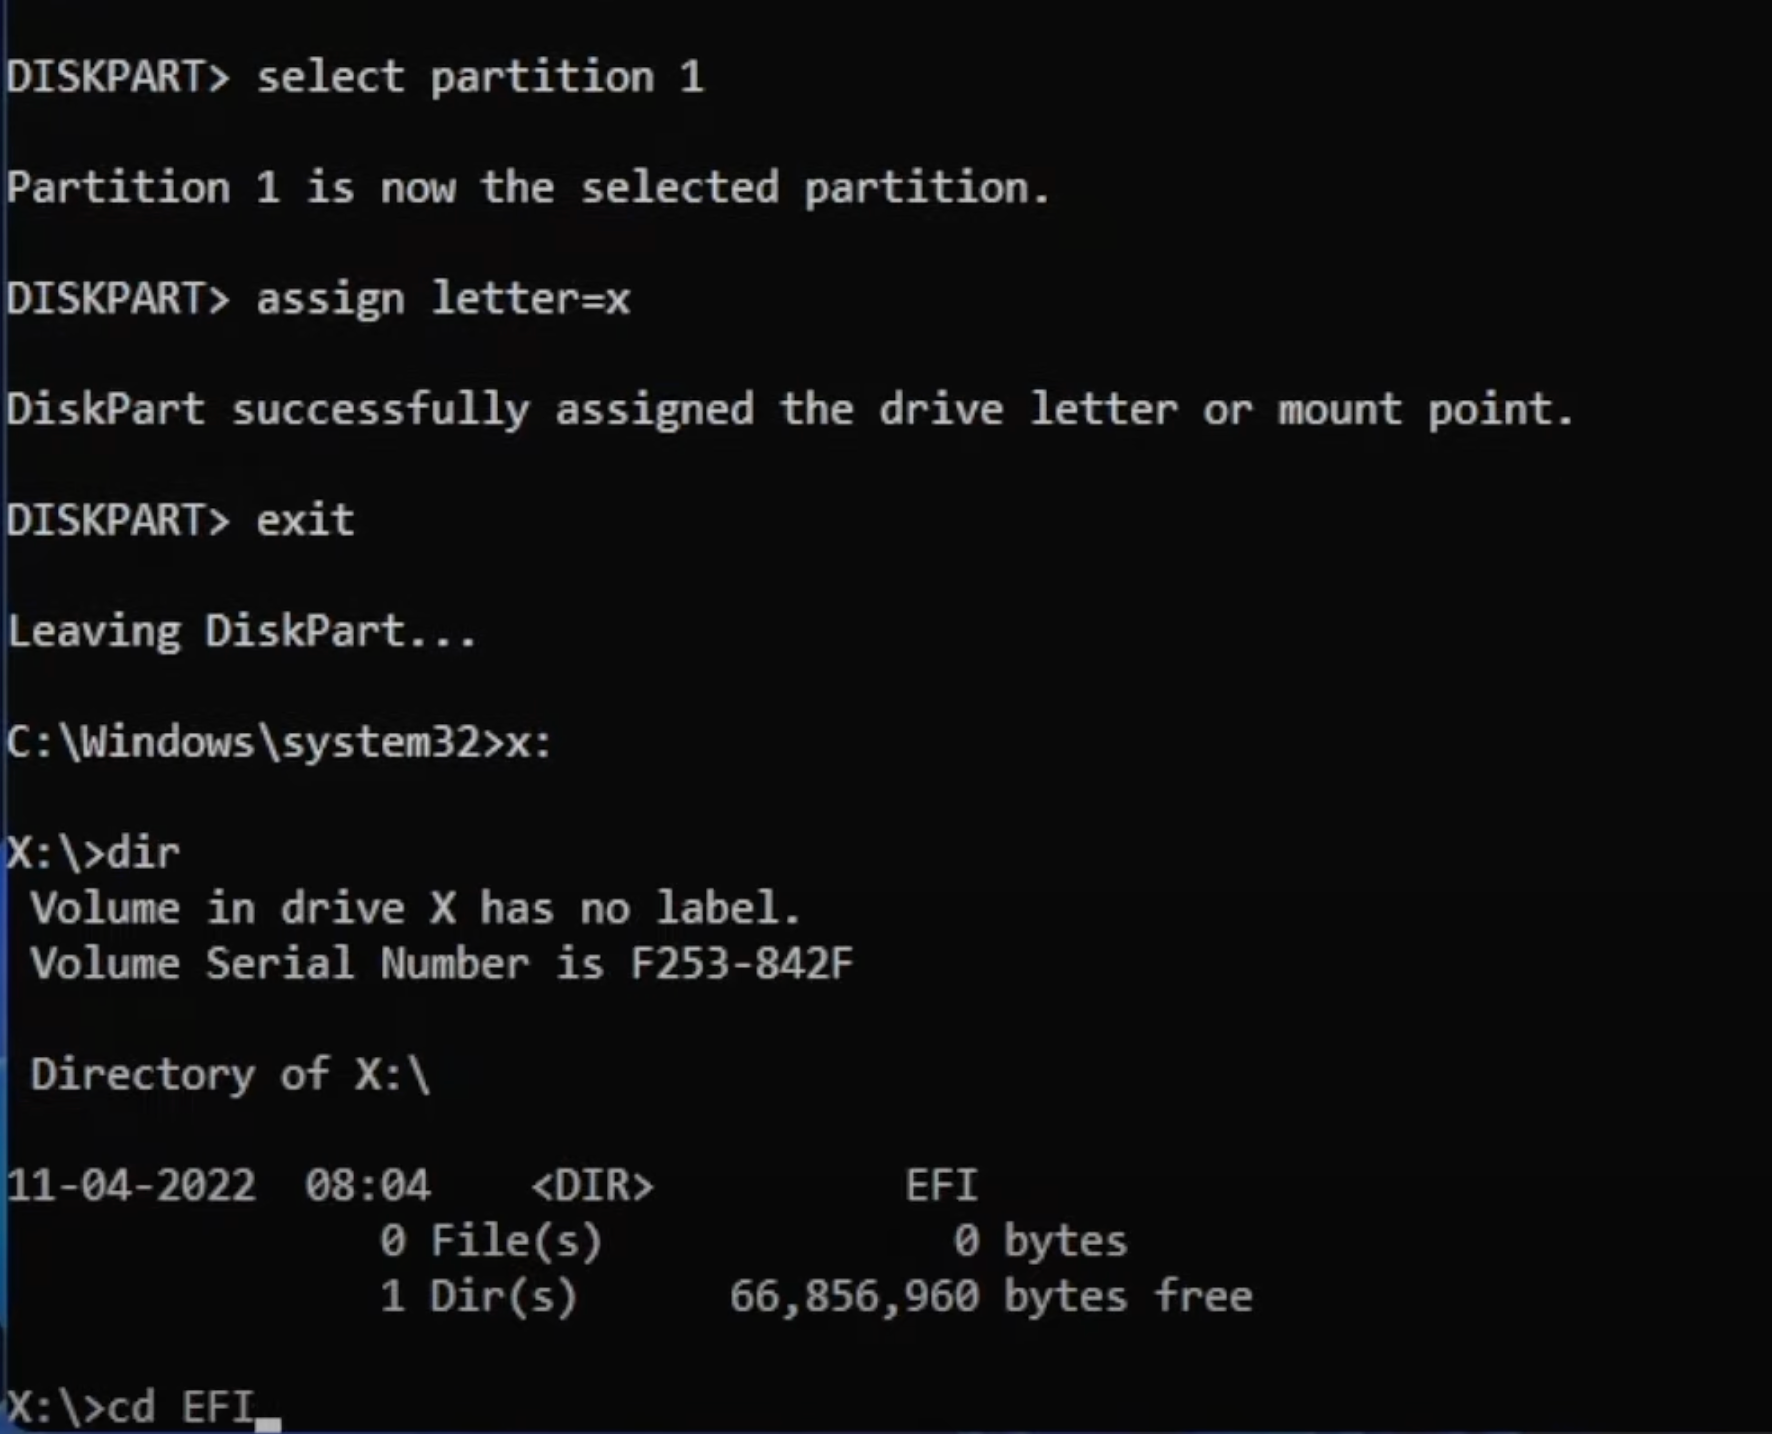 DISKPART> select partition 1
Partition 1 is now the selected partition.
DISKPART> assign letter=x
DiskPart successfully assigned the drive letter or mount point.
DISKPART> exit
Leaving DiskPart...
C:\Windows\system32>x:
X:\>dir
Volume in drive X has no label.
Volume Serial Number is F253-842F
Directory of X:\
11-04-2022 08:04 <DIR> EFI
0 File(s) 0 bytes
1 Dir(s) 66,856,960 bytes free
X:\>cd EFI